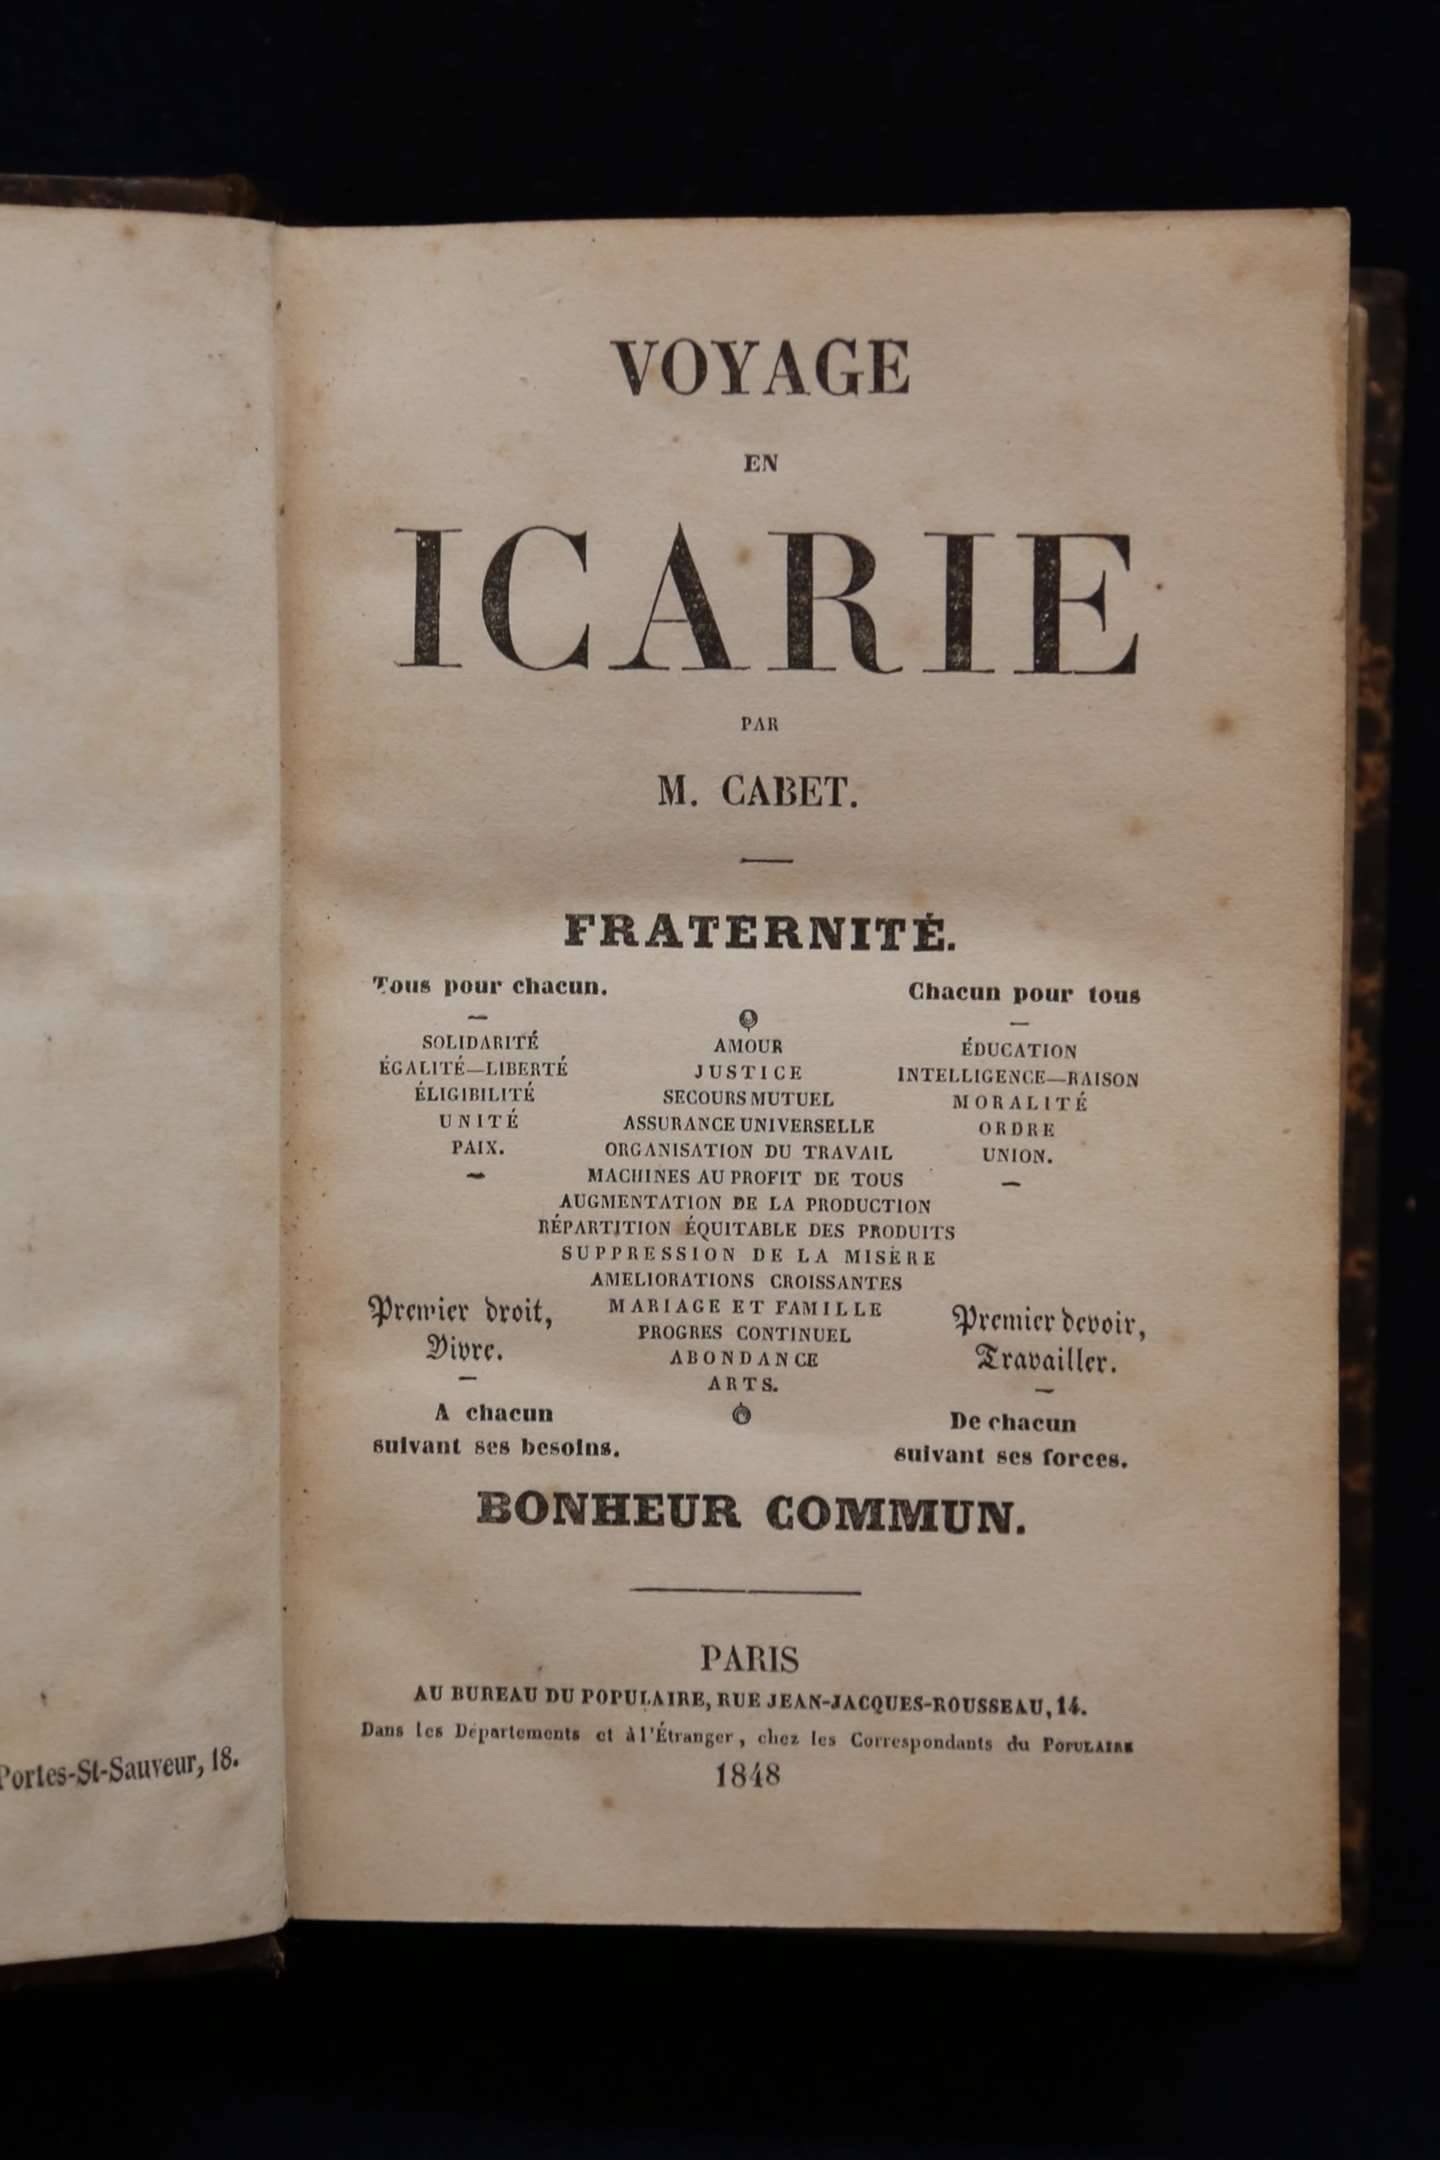 Portes-St-Sauveur, 18.
VOYAGE
EN
ICARIE
PAR
M. CABET.
FRATERNITÉ.
Tous pour chacun.
SOLIDARITÉ
ÉGALITÉ—LIBERTÉ
ÉLIGIBILITÉ
UNITÉ
PAIX.
Premier droit,
Vivre.
A chacun
suivant ses besoins.
AMOUR
JUSTICE
SECOURS MUTUEL
ASSURANCE UNIVERSELLE
ORGANISATION DU TRAVAIL
MACHINES AU PROFIT DE TOUS
AUGMENTATION DE LA PRODUCTION
RÉPARTITION ÉQUITABLE DES PRODUITS
SUPPRESSION DE LA MISÈRE
AMELIORATIONS CROISSANTES
MARIAGE ET FAMILLE
PROGRES CONTINUEL
ABONDANCE
ARTS.
Chacun pour tous
ÉDUCATION
INTELLIGENCE—RAISON
MORALITÉ
ORDRE
UNION.
Premier devoir,
Travailler.
De chacun
suivant ses forces.
BONHEUR COMMUN.
PARIS
AU BUREAU DU POPULAIRE, RUE JEAN-JACQUES-ROUSSEAU, 14.
Dans les Départements et à l'Étranger, chez les Correspondants du POPULAIRE
1848